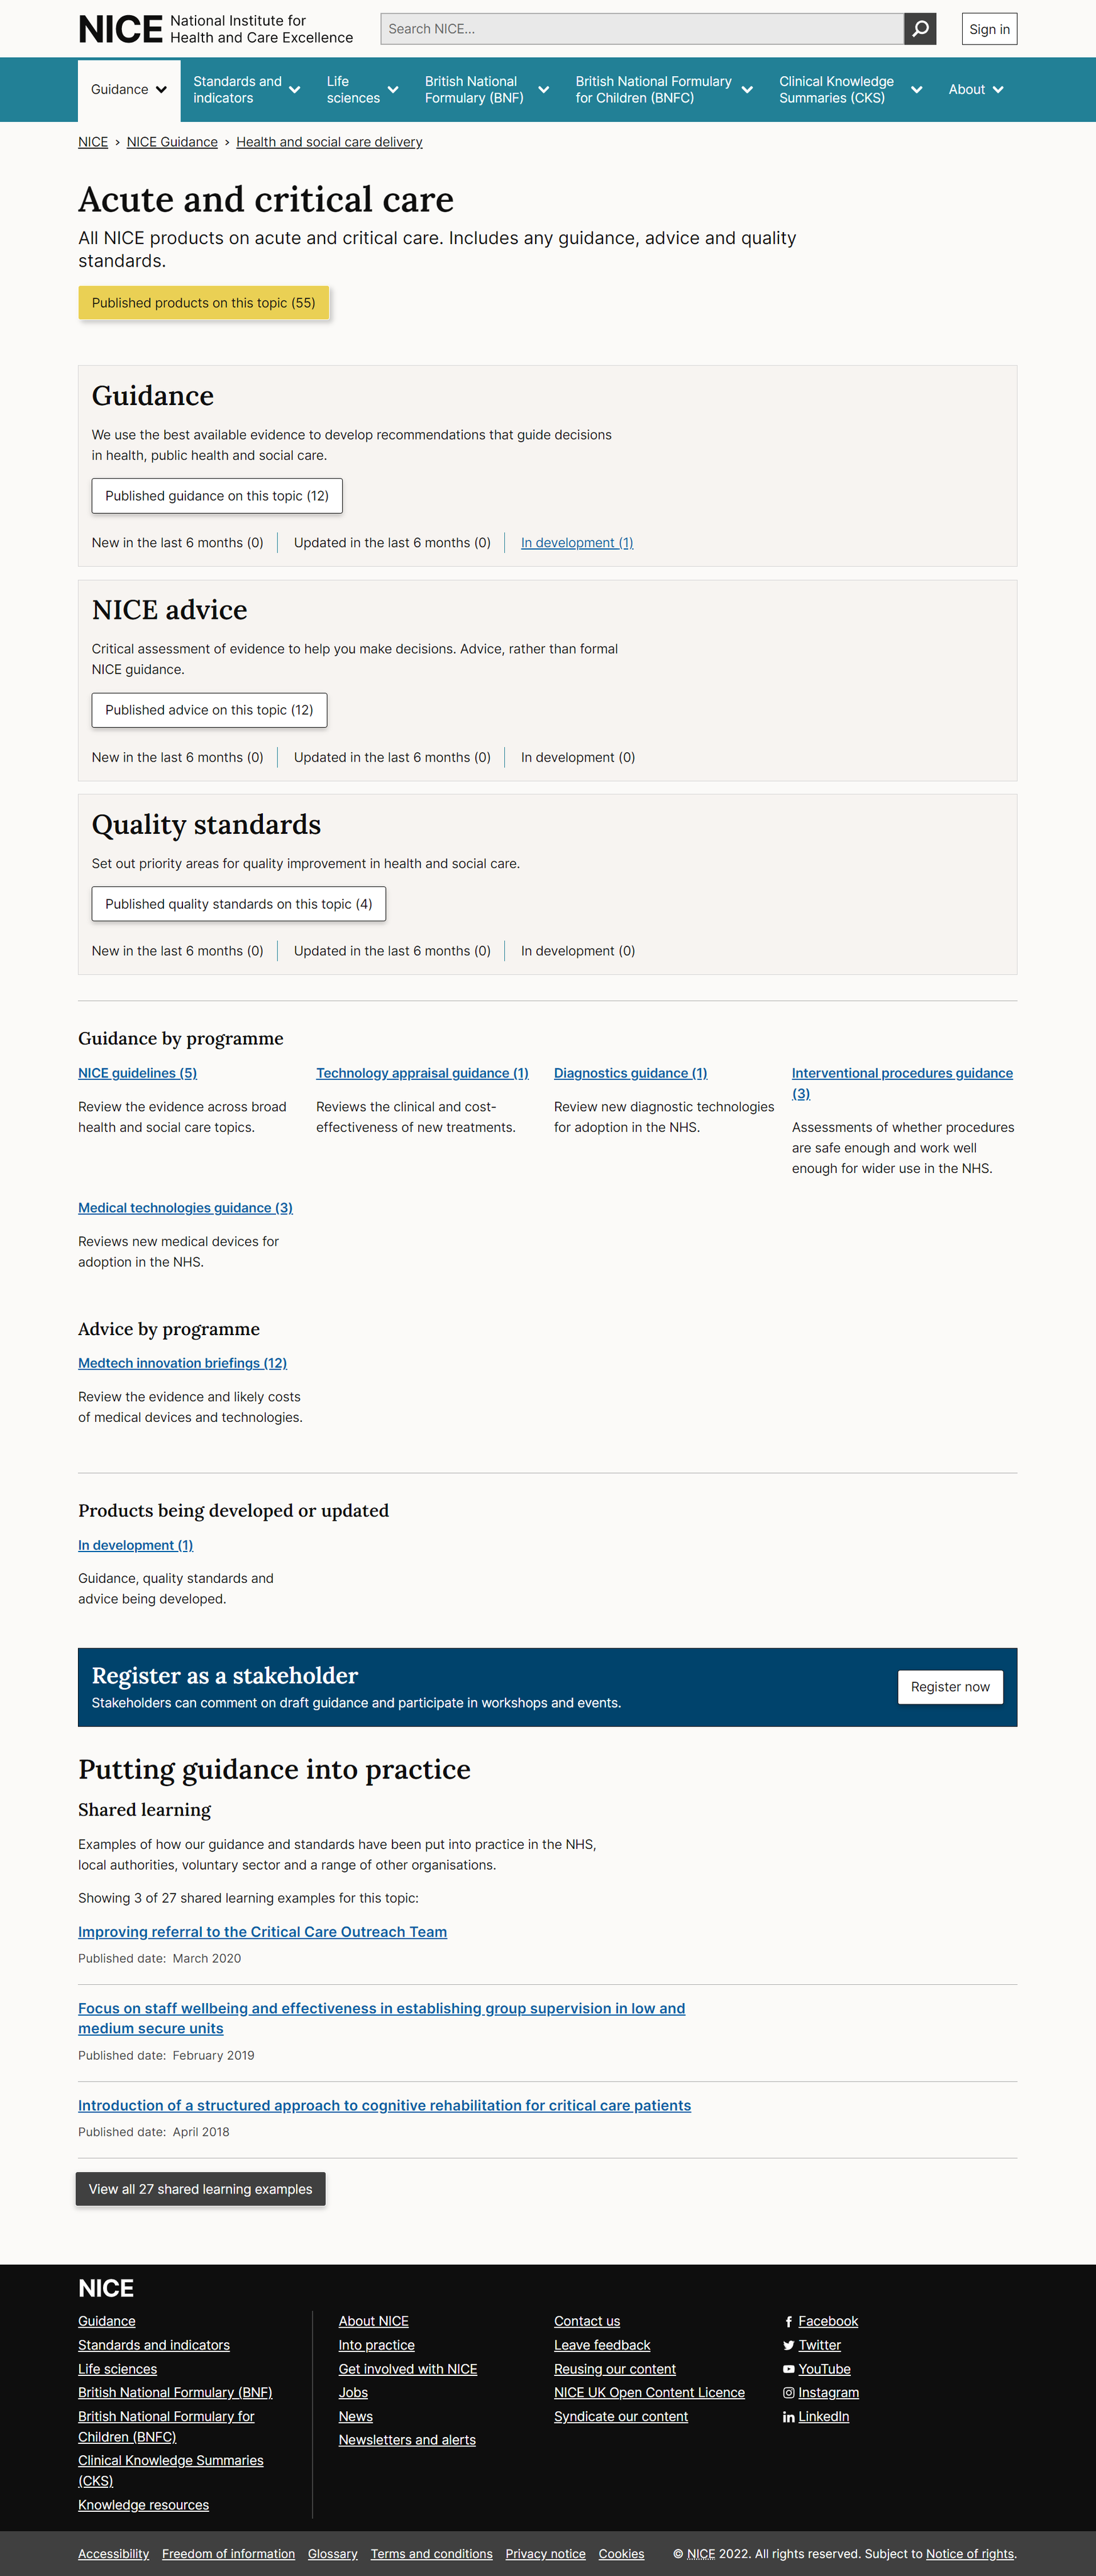 NICE National Institute for
Health and Care Excellence
Search NICE...
Sign in
Guidance
Standards and
indicators
Life
sciences
British National
Formulary (BNF)
British National Formulary
for Children (BNFC)
Clinical Knowledge
Summaries (CKS)
About
NICE > NICE Guidance > Health and social care delivery
Acute and critical care
All NICE products on acute and critical care. Includes any guidance, advice and quality
standards.
Published products on this topic (55)
Guidance
We use the best available evidence to develop recommendations that guide decisions
in health, public health and social care.
Published guidance on this topic (12)
New in the last 6 months (0) Updated in the last 6 months (0) In development (1)
NICE advice
Critical assessment of evidence to help you make decisions. Advice, rather than formal
NICE guidance.
Published advice on this topic (12)
New in the last 6 months (0) Updated in the last 6 months (0) In development (0)
Quality standards
Set out priority areas for quality improvement in health and social care.
Published quality standards on this topic (4)
New in the last 6 months (0) Updated in the last 6 months (0) In development (0)
Guidance by programme
NICE guidelines (5)
Review the evidence across broad
health and social care topics.
Technology appraisal guidance (1)
Reviews the clinical and cost-
effectiveness of new treatments.
Diagnostics guidance (1)
Review new diagnostic technologies
for adoption in the NHS.
Interventional procedures guidance
(3)
Assessments of whether procedures
are safe enough and work well
enough for wider use in the NHS.
Medical technologies guidance (3)
Reviews new medical devices for
adoption in the NHS.
Advice by programme
Medtech innovation briefings (12)
Review the evidence and likely costs
of medical devices and technologies.
Products being developed or updated
In development (1)
Guidance, quality standards and
advice being developed.
Register as a stakeholder
Stakeholders can comment on draft guidance and participate in workshops and events.
Register now
Putting guidance into practice
Shared learning
Examples of how our guidance and standards have been put into practice in the NHS,
local authorities, voluntary sector and a range of other organisations.
Showing 3 of 27 shared learning examples for this topic:
Improving referral to the Critical Care Outreach Team
Published date: March 2020
Focus on staff wellbeing and effectiveness in establishing group supervision in low and
medium secure units
Published date: February 2019
Introduction of a structured approach to cognitive rehabilitation for critical care patients
Published date: April 2018
View all 27 shared learning examples
NICE
Guidance
Standards and indicators
Life sciences
British National Formulary (BNF)
British National Formulary for
Children (BNFC)
Clinical Knowledge Summaries
(CKS)
Knowledge resources
About NICE
Into practice
Get involved with NICE
Jobs
News
Newsletters and alerts
Contact us
Leave feedback
Reusing our content
NICE UK Open Content Licence
Syndicate our content
Facebook
Twitter
YouTube
Instagram
LinkedIn
Accessibility Freedom of information Glossary Terms and conditions Privacy notice Cookies © NICE 2022. All rights reserved. Subject to Notice of rights.